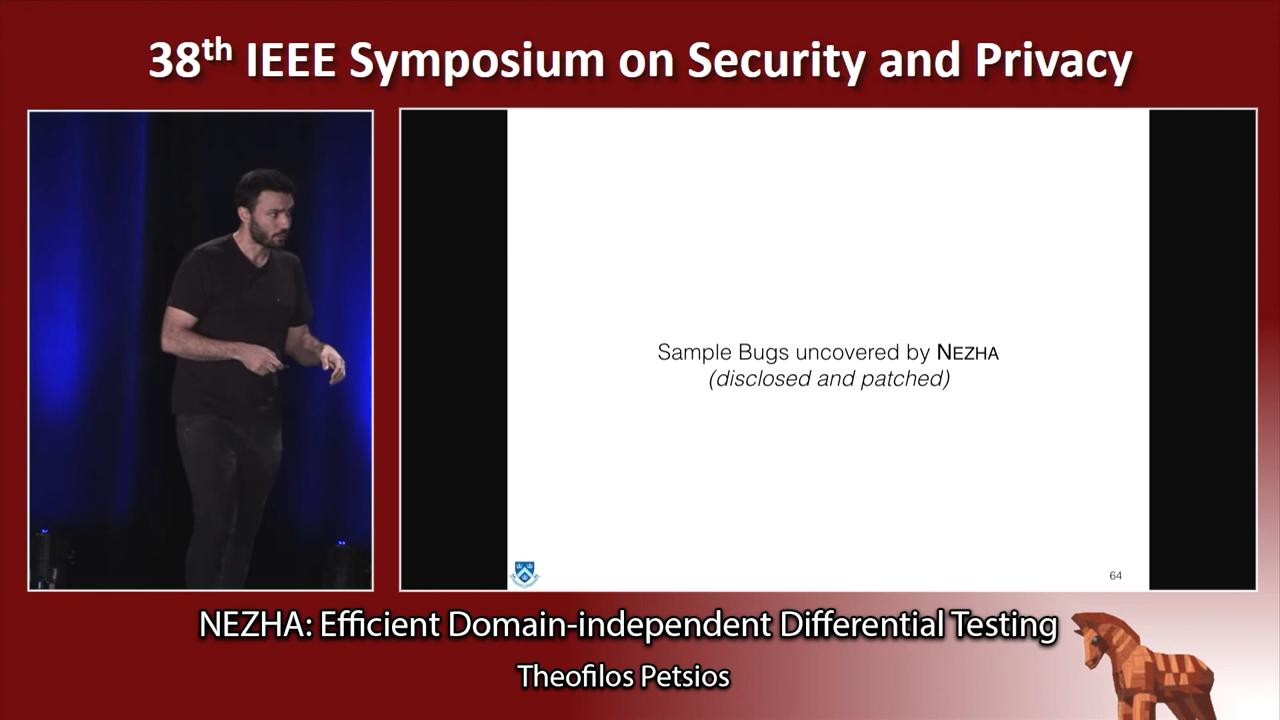 38th IEEE Symposium on Security and Privacy
Sample Bugs uncovered by NEZHA
(disclosed and patched)
64
NEZHA: Efficient Domain-independent Differential Testing
Theofilos Petsios